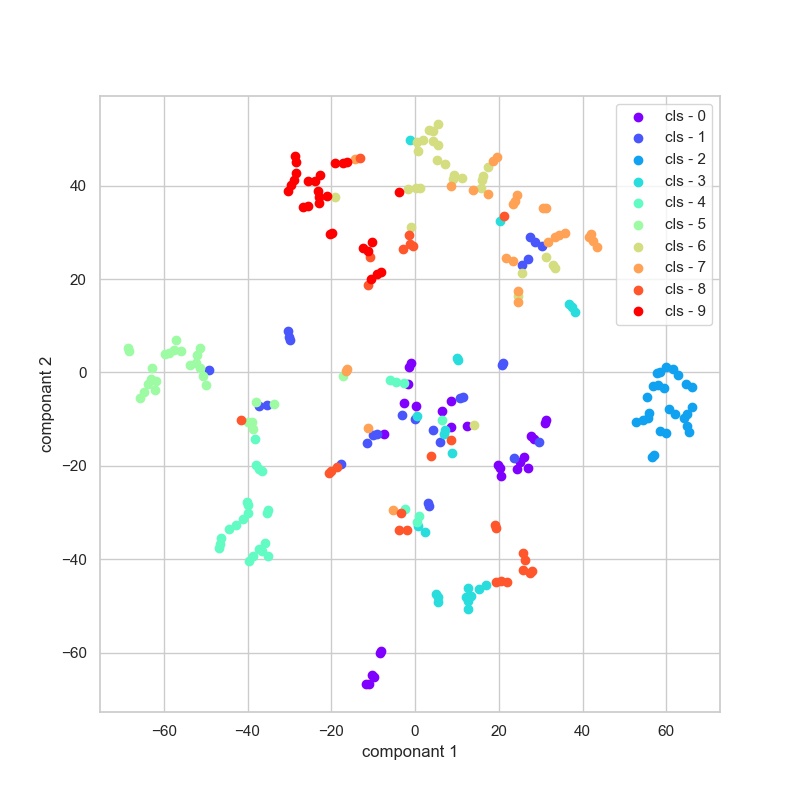 cls - 0
cls - 1
cls - 2
cls - 3
cls - 4
cls - 5
cls - 6
cls - 7
cls - 8
cls - 9
40
20
0
−20
−40
−60
componant 2
−60 −40 −20 0 20 40 60
componant 1